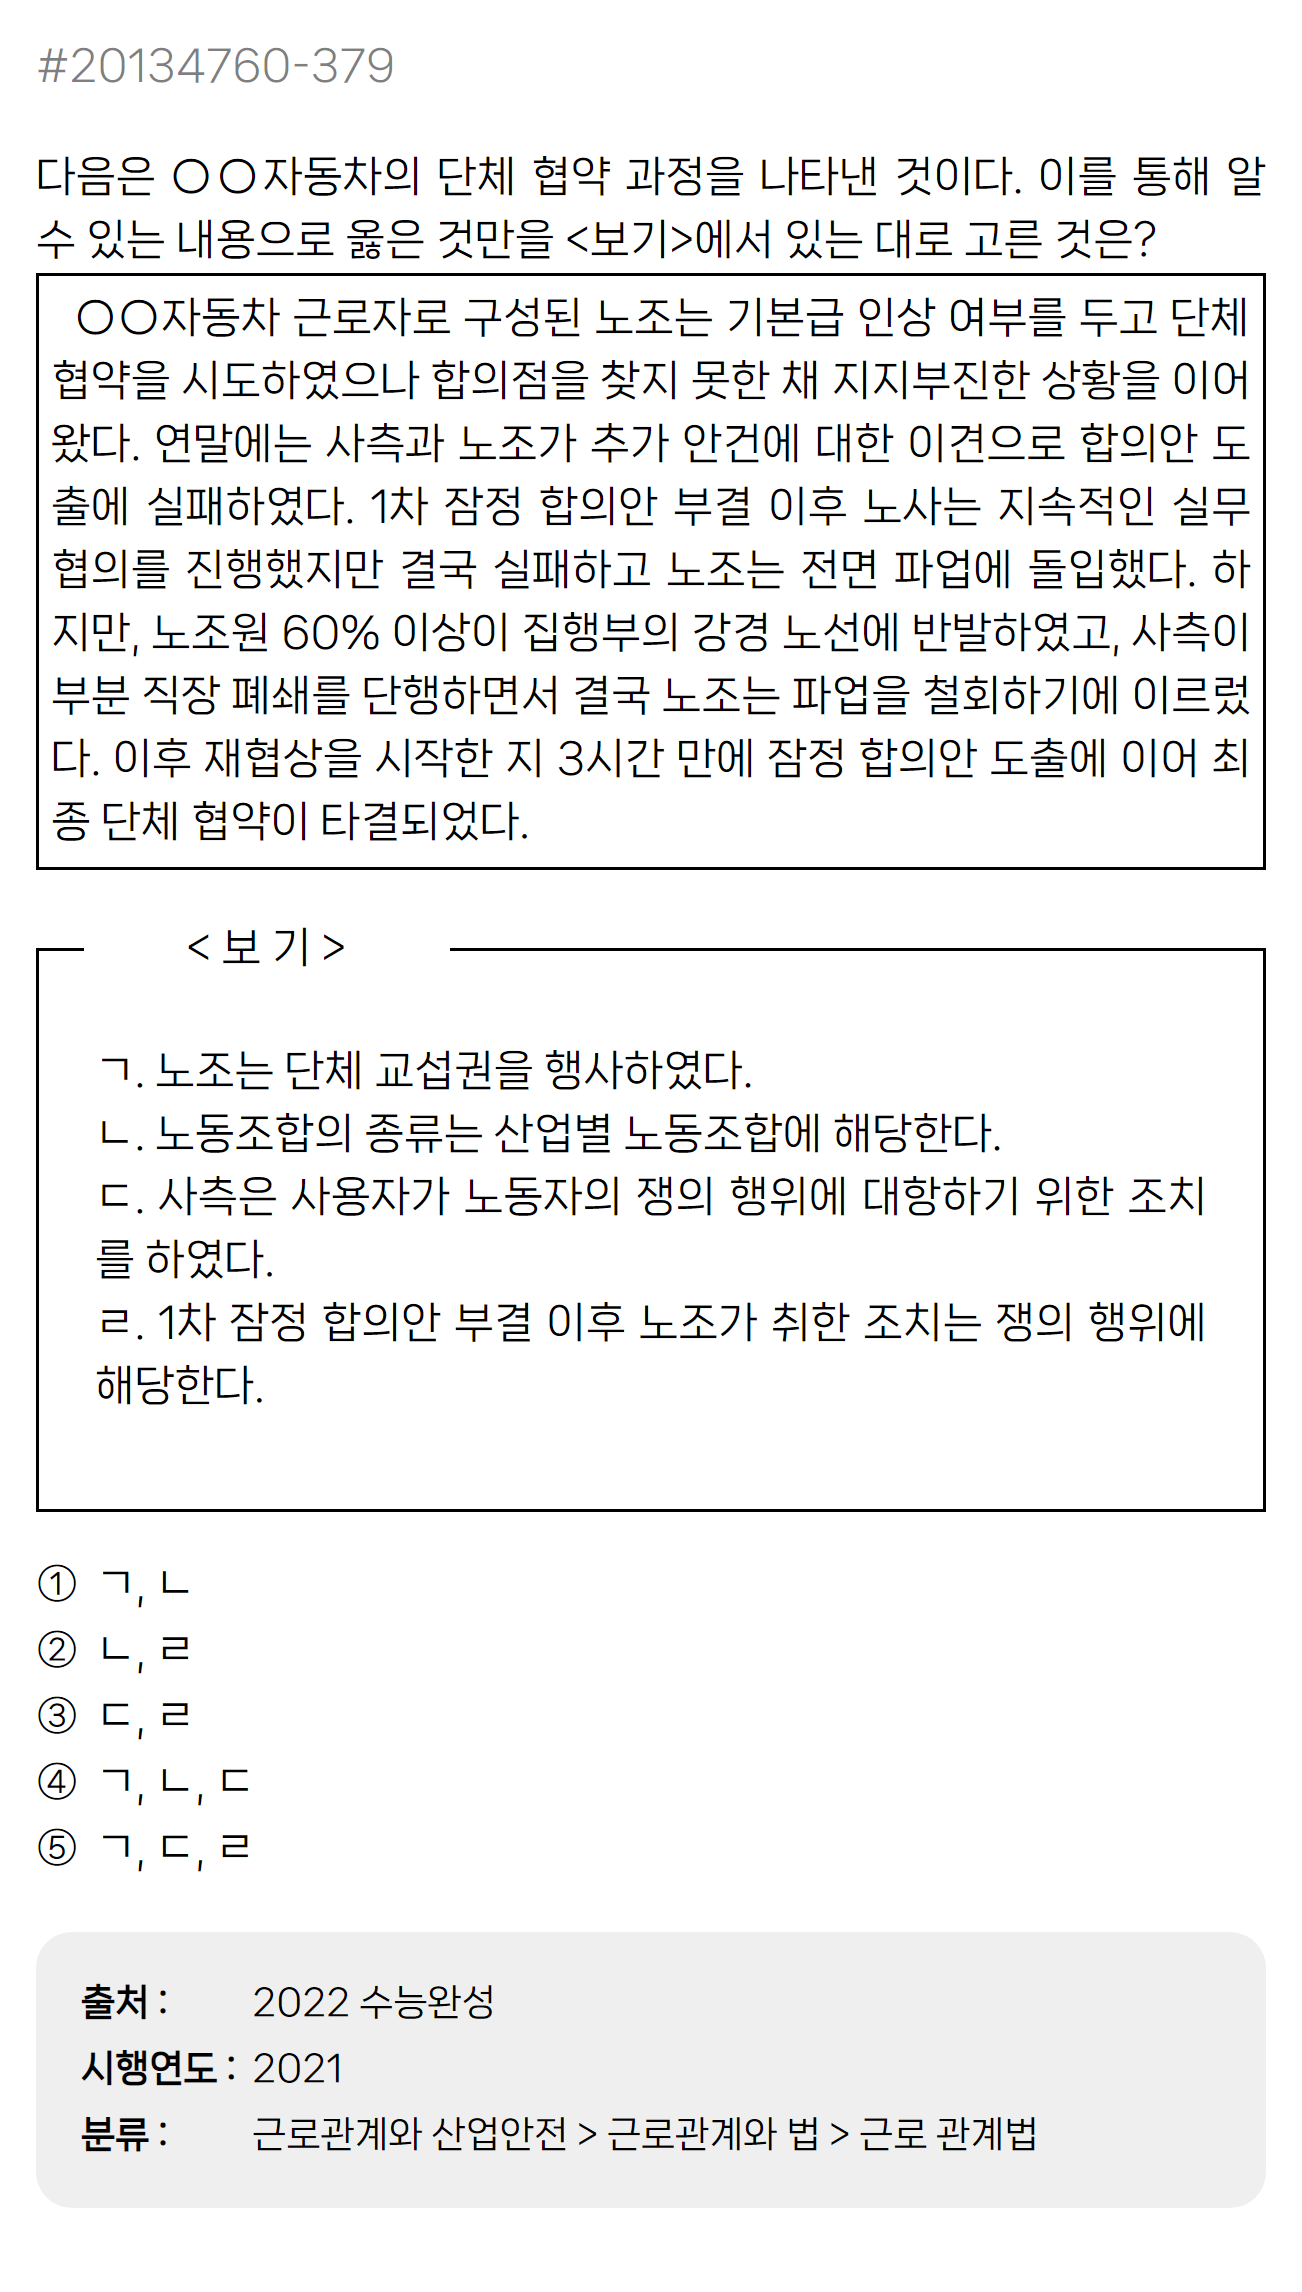 #20134760-379
다음은 ○○자동차의 단체 협약 과정을 나타낸 것이다. 이를 통해 알
수 있는 내용으로 옳은 것만을 <보기>에서 있는 대로 고른 것은?
○○자동차 근로자로 구성된 노조는 기본급 인상 여부를 두고 단체
협약을 시도하였으나 합의점을 찾지 못한 채 지지부진한 상황을 이어
왔다. 연말에는 사측과 노조가 추가 안건에 대한 이견으로 합의안 도
출에 실패하였다. 1차 잠정 합의안 부결 이후 노사는 지속적인 실무
협의를 진행했지만 결국 실패하고 노조는 전면 파업에 돌입했다. 하
지만, 노조원 60% 이상이 집행부의 강경 노선에 반발하였고, 사측이
부분 직장 폐쇄를 단행하면서 결국 노조는 파업을 철회하기에 이르렀
다. 이후 재협상을 시작한 지 3시간 만에 잠정 합의안 도출에 이어 최
종 단체 협약이 타결되었다.
< 보 기 >
ㄱ. 노조는 단체 교섭권을 행사하였다.
ㄴ. 노동조합의 종류는 산업별 노동조합에 해당한다.
ㄷ. 사측은 사용자가 노동자의 쟁의 행위에 대항하기 위한 조치
를 하였다.
ㄹ. 1차 잠정 합의안 부결 이후 노조가 취한 조치는 쟁의 행위에
해당한다.
① ㄱ, ㄴ
② ㄴ, ㄹ
③ ㄷ, ㄹ
④ ㄱ, ㄴ, ㄷ
⑤ ㄱ, ㄷ, ㄹ
출처 : 2022 수능완성
시행연도 : 2021
분류 : 근로관계와 산업안전 > 근로관계와 법 > 근로 관계법